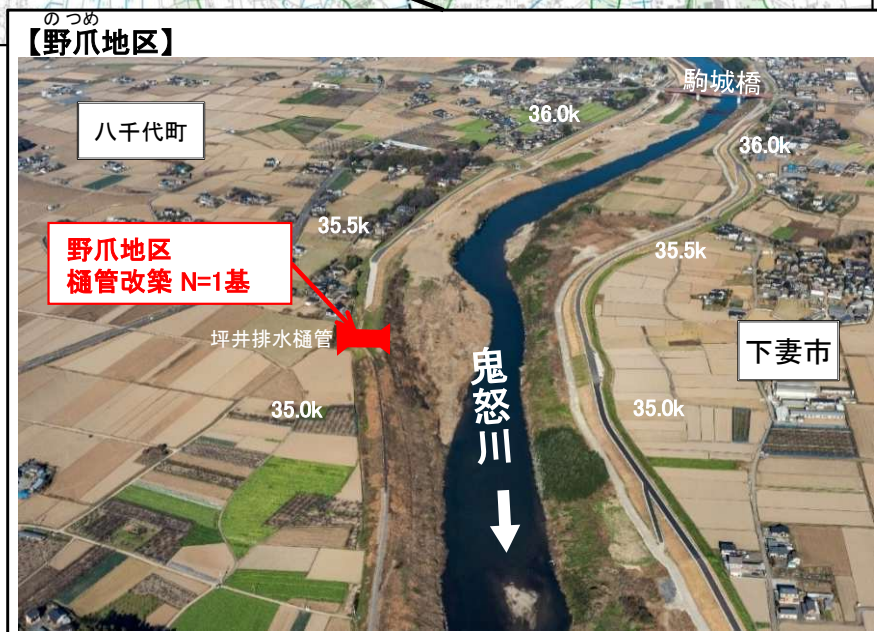 のつめ
【野爪地区】
駒城橋
八千代町
36.0k
36.0k
35.5k
35.5k
野爪地区
樋管改築 N=1基
坪井排水樋管
鬼怒川
下妻市
35.0k
35.0k